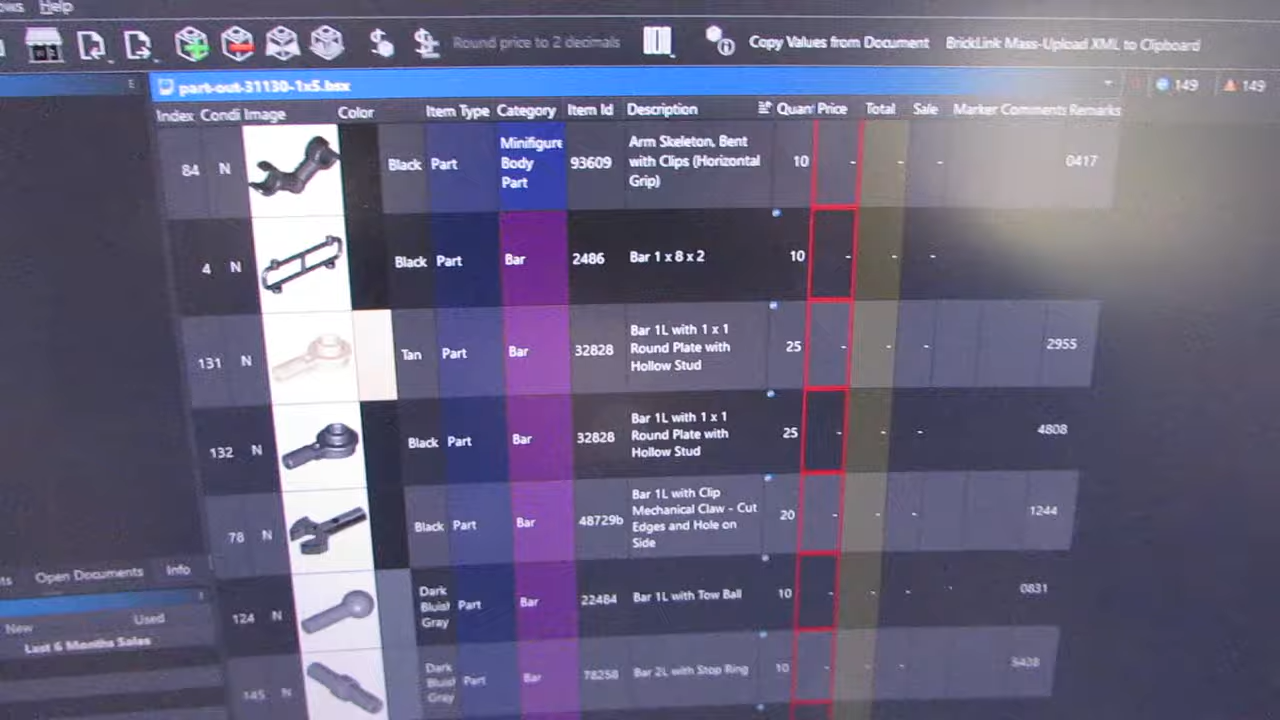 Help
Round price to 2 decimals
Copy Values from Document
BrickLink Mass-Upload XML to Clipboard
part-out-31130-1x5.bsx
149
149
Index Condi Image Color Item Type Category Item Id Description Quan Price Total Sale Marker Comments Remarks
84 N Black Part Minifigure Body Part 93609 Arm Skeleton, Bent with Clips (Horizontal Grip) 10 - - - 0417
4 N Black Part Bar 2486 Bar 1 x 8 x 2 10 - - -
131 N Tan Part Bar 32828 Bar 1L with 1 x 1 Round Plate with Hollow Stud 25 - - - 2955
132 N Black Part Bar 32828 Bar 1L with 1 x 1 Round Plate with Hollow Stud 25 - - - 4808
78 N Black Part Bar 48729b Bar 1L with Clip Mechanical Claw - Cut Edges and Hole on Side 20 - - - 1244
124 N Dark Bluish Gray Part Bar 22484 Bar 1L with Tow Ball 10 - - - 0831
145 N Dark Bluish Gray Part Bar 78258 Bar 2L with Stop Ring 10 - - -
Open Documents
Info
New
Used
Last 6 Months Sales